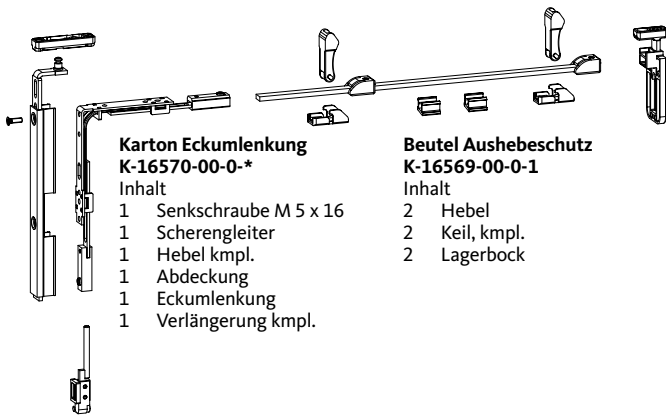 Karton Eckumlenkung
K-16570-00-0-*
Inhalt
1 Senkschraube M 5 x 16
1 Scherengleiter
1 Hebel kmpl.
1 Abdeckung
1 Eckumlenkung
1 Verlängerung kmpl.
Beutel Aushebeschutz
K-16569-00-0-1
Inhalt
2 Hebel
2 Keil, kmpl.
2 Lagerbock